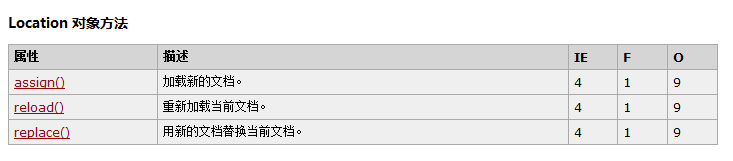 Location 对象方法
属性 描述 IE F O
assign() 加载新的文档。 4 1 9
reload() 重新加载当前文档。 4 1 9
replace() 用新的文档替换当前文档。 4 1 9